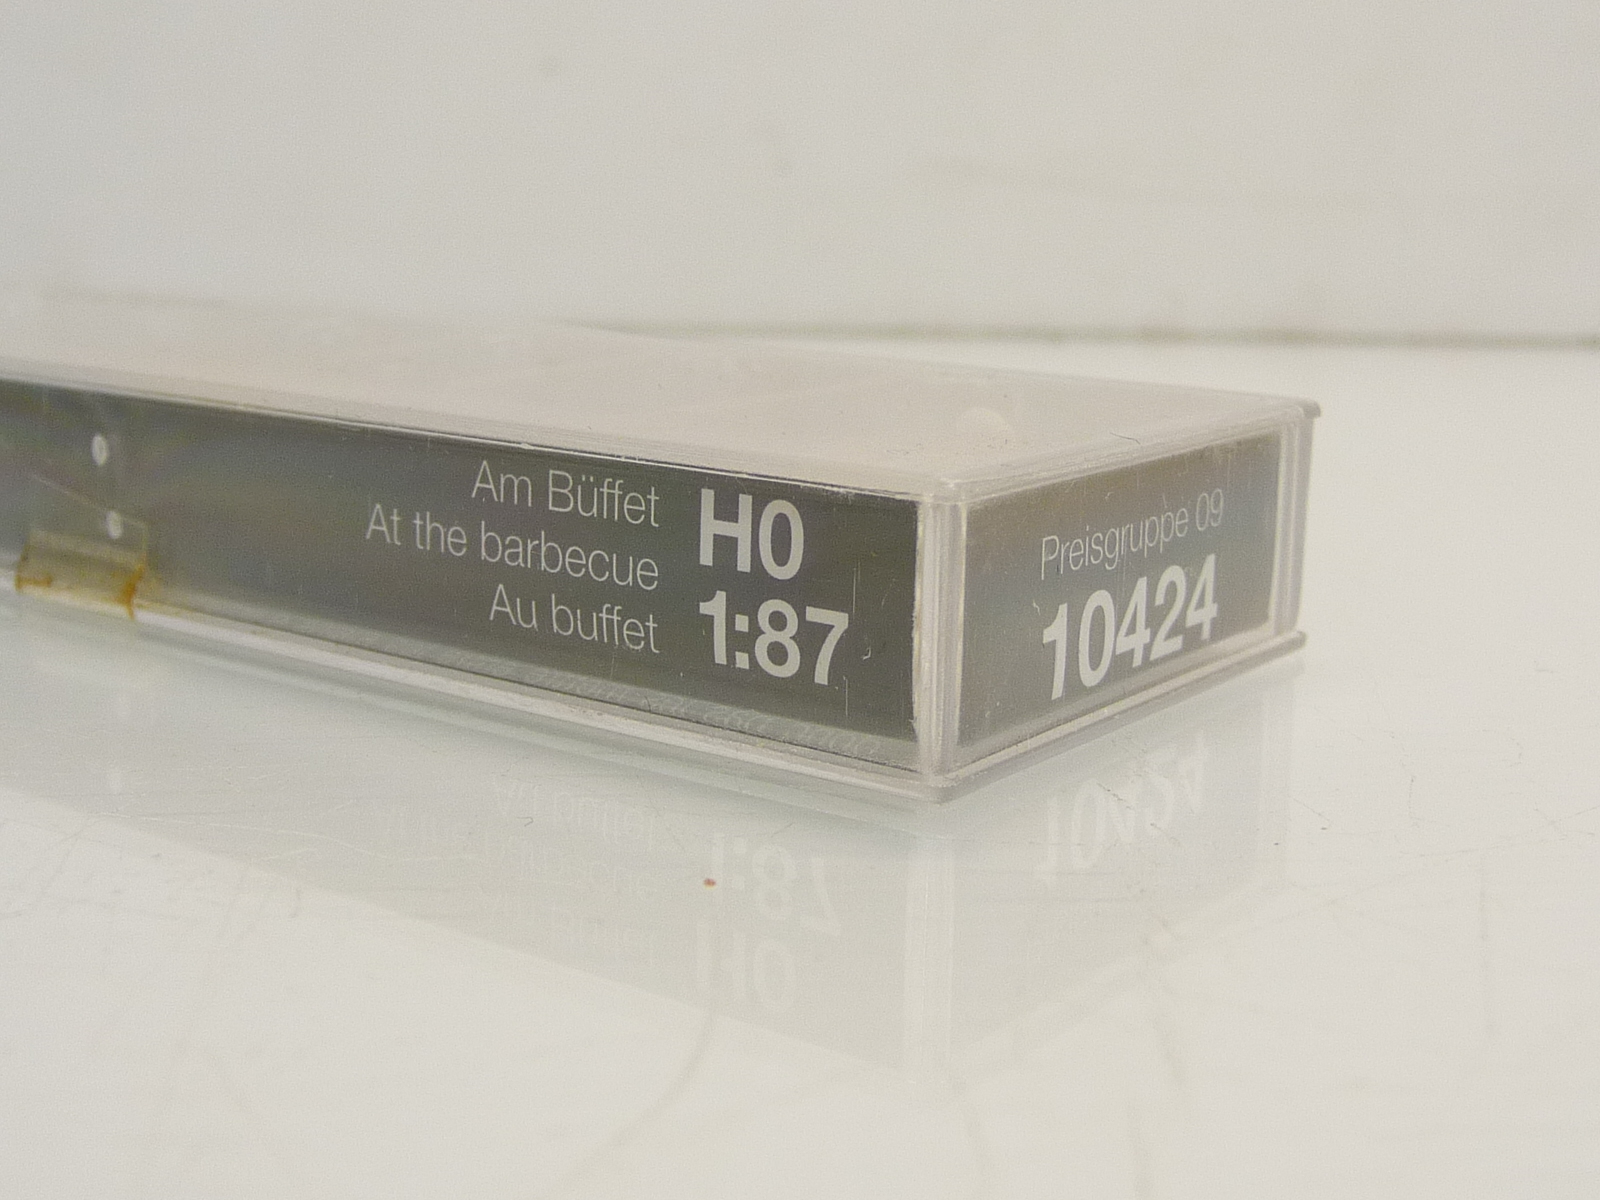 Am Büffet
At the barbecue
Au buffet
H0
1:87
Preisgruppe 09
10424